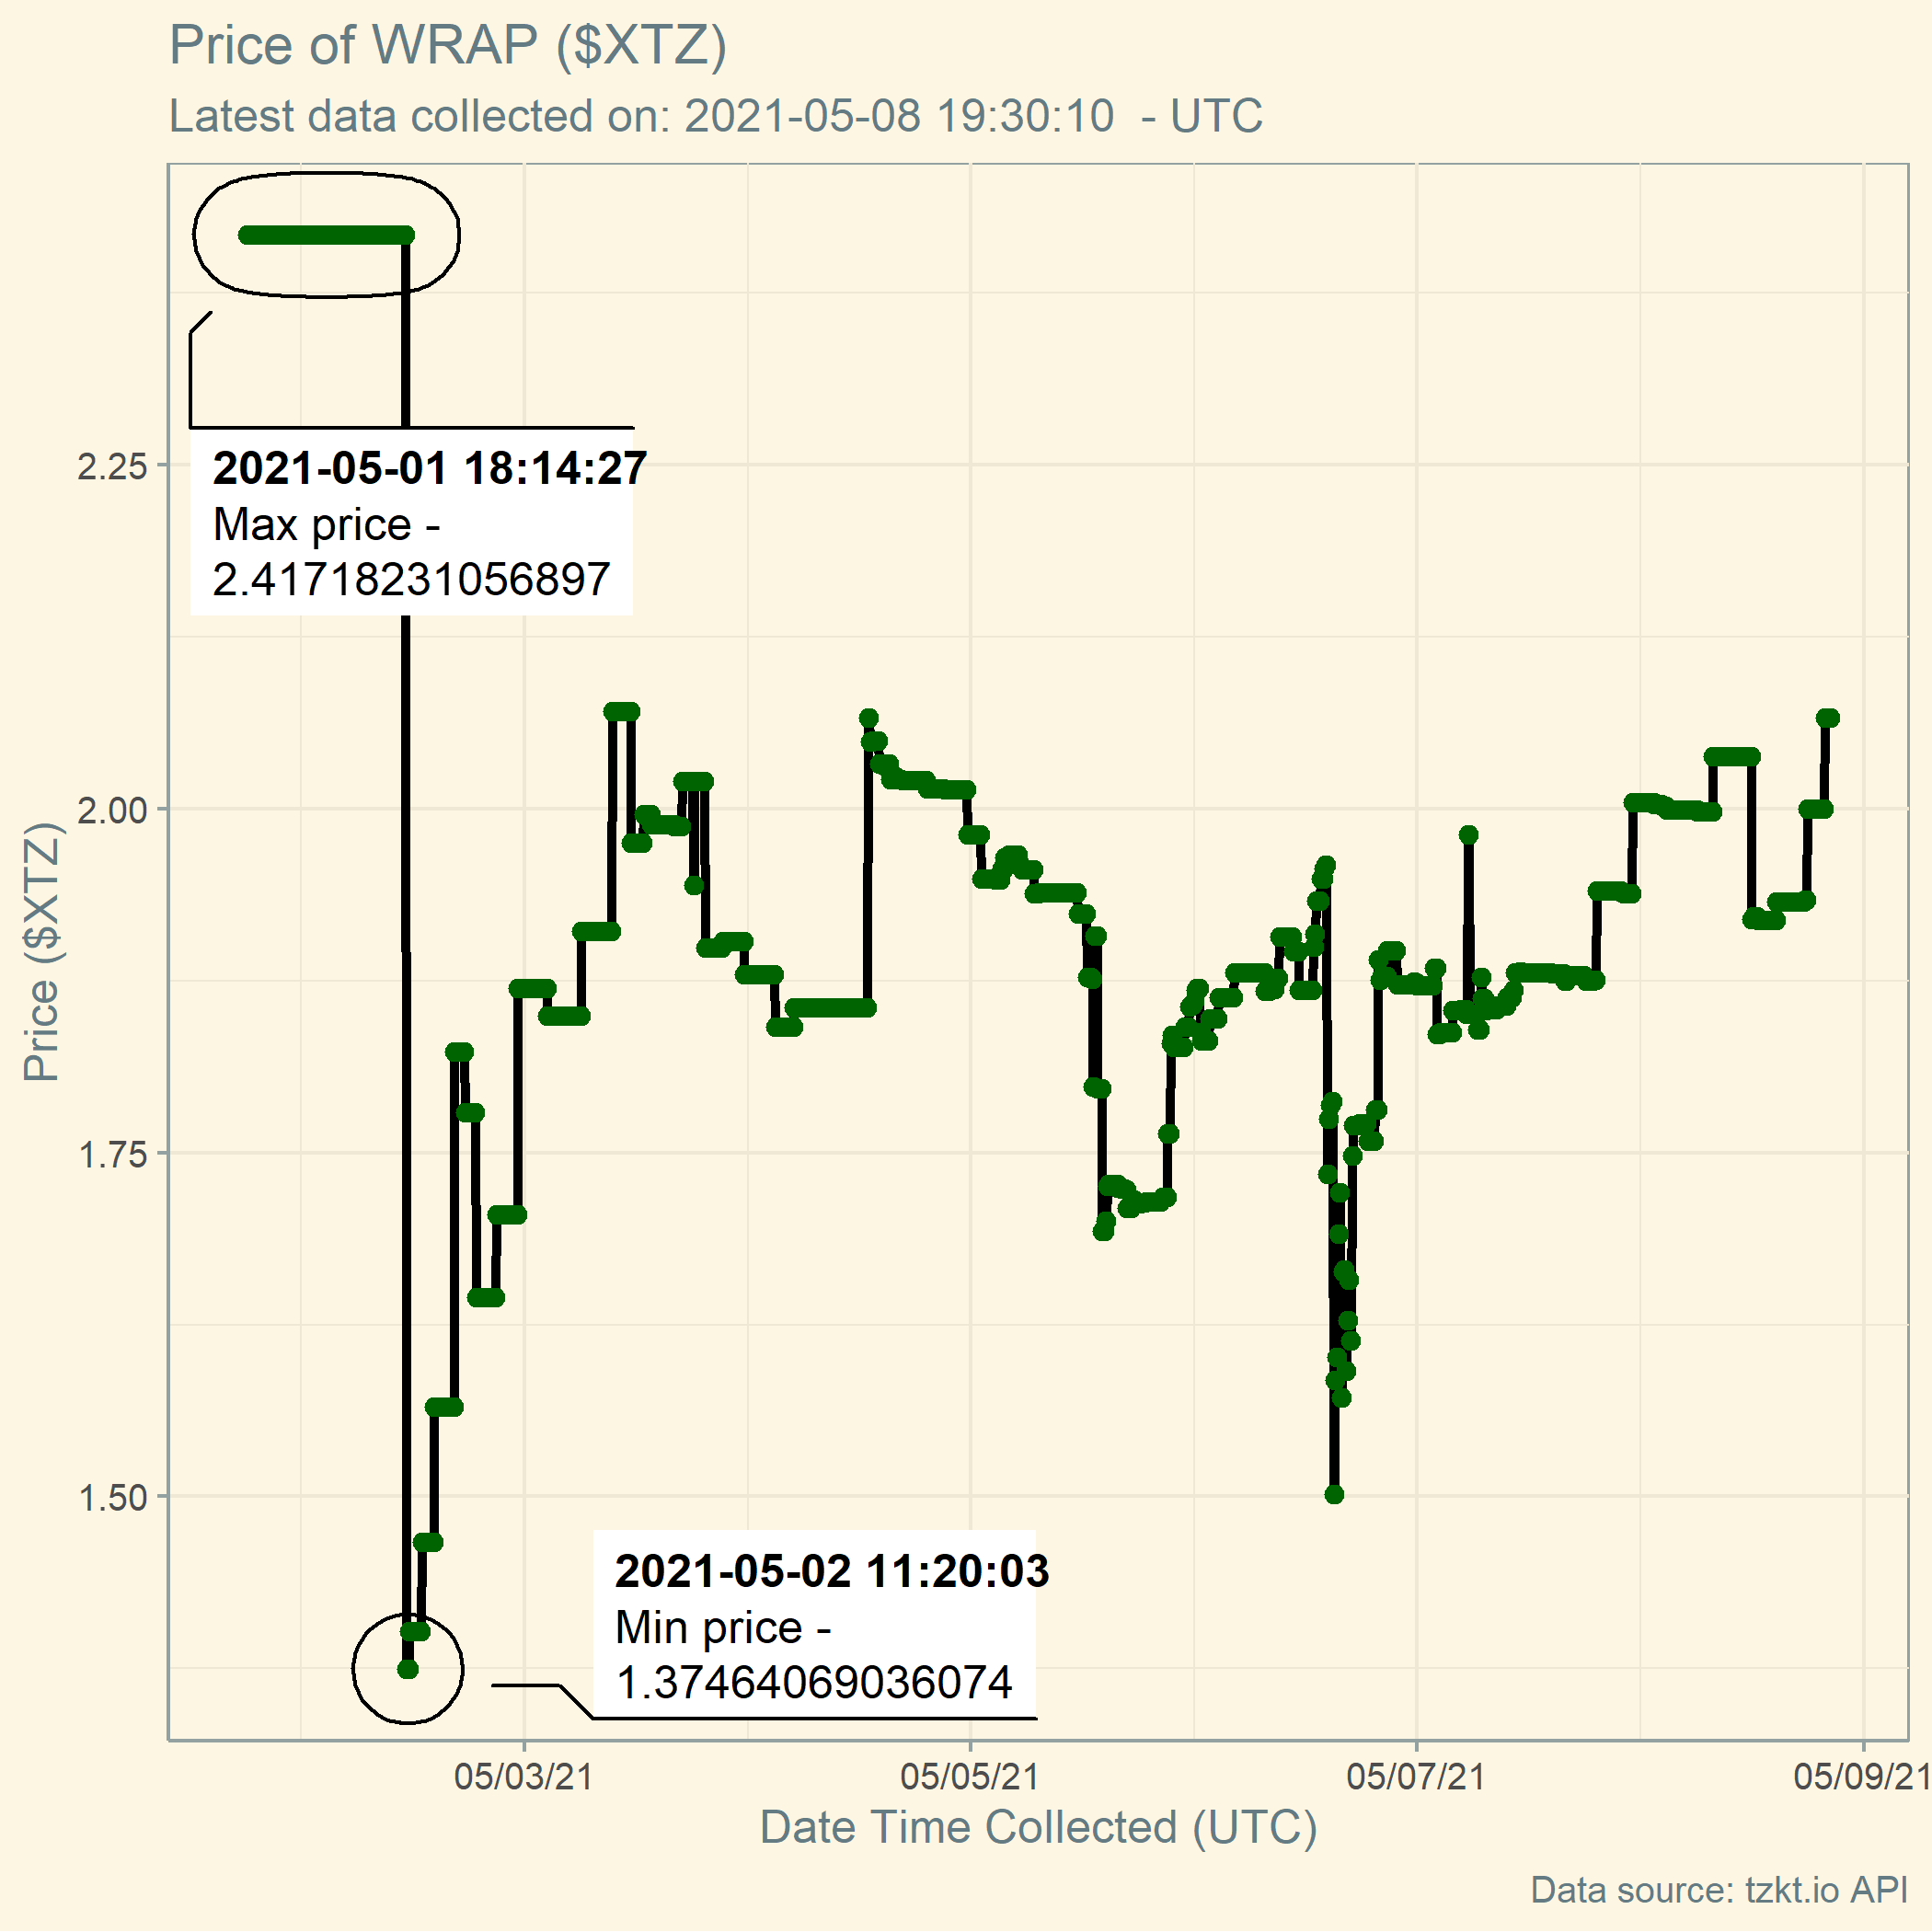 Price of WRAP ($XTZ)
Latest data collected on: 2021-05-08 19:30:10  - UTC
2021-05-01 18:14:27
Max price -
2.417182310568​97
2021-05-02 11:20:03
Min price -
1.37464069036074
Price ($XTZ)
2.25
2.00
1.75
1.50
05/03/21
05/05/21
05/07/21
05/09/21
Date Time Collected (UTC)
Data source: tzkt.io API